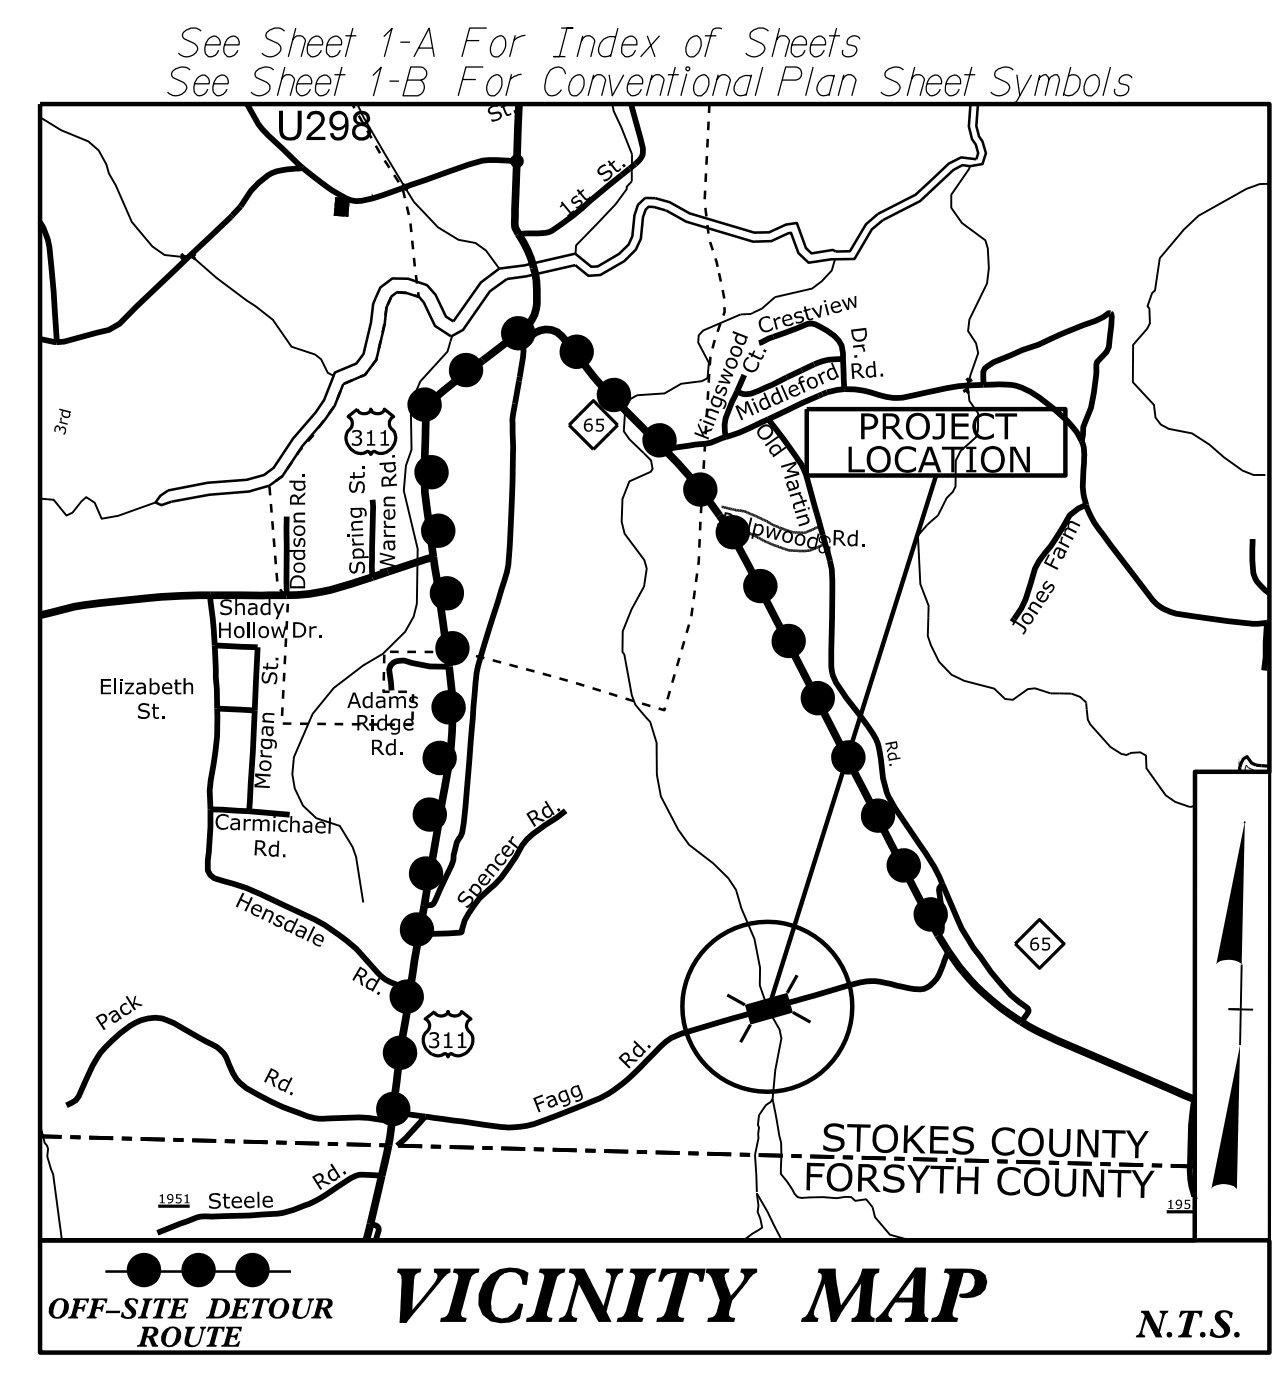 See Sheet 1-A For Index of Sheets
See Sheet 1-B For Conventional Plan Sheet Symbols
U298
St.
1st St.
Crestview
Dr.
Kingswood
Ct.
Middleford Rd.
3rd
311
65
PROJECT
LOCATION
Old Martin
Rd.
Dodson Rd.
Spring St.
Warren Rd.
Jones Farm
Shady
Hollow Dr.
Elizabeth
St.
Morgan St.
Adams
Ridge
Rd.
Rd.
Carmichael
Rd.
Spencer Rd.
Hensdale
Rd.
65
Pack
Rd.
311
Fagg
Rd.
STOKES COUNTY
FORSYTH COUNTY
1951
Steele
Rd.
195
OFF-SITE DETOUR
ROUTE
VICINITY MAP
N.T.S.